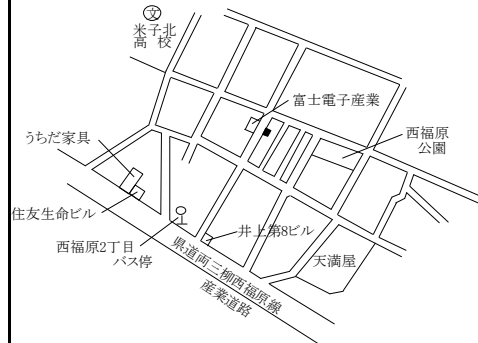 文
米子北
高　校
富士電子産業
西福原
公園
うちだ家具
住友生命ビル
西福原2丁目
バス停
井上第8ビル
天満屋
県道両三柳西福原線
産業道路